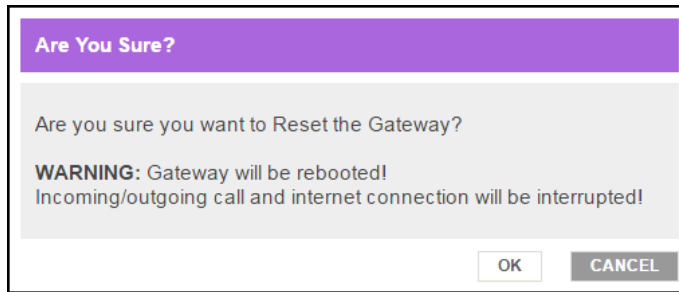 Are You Sure?
Are you sure you want to Reset the Gateway?
WARNING: Gateway will be rebooted!
Incoming/outgoing call and internet connection will be interrupted!
OK
CANCEL